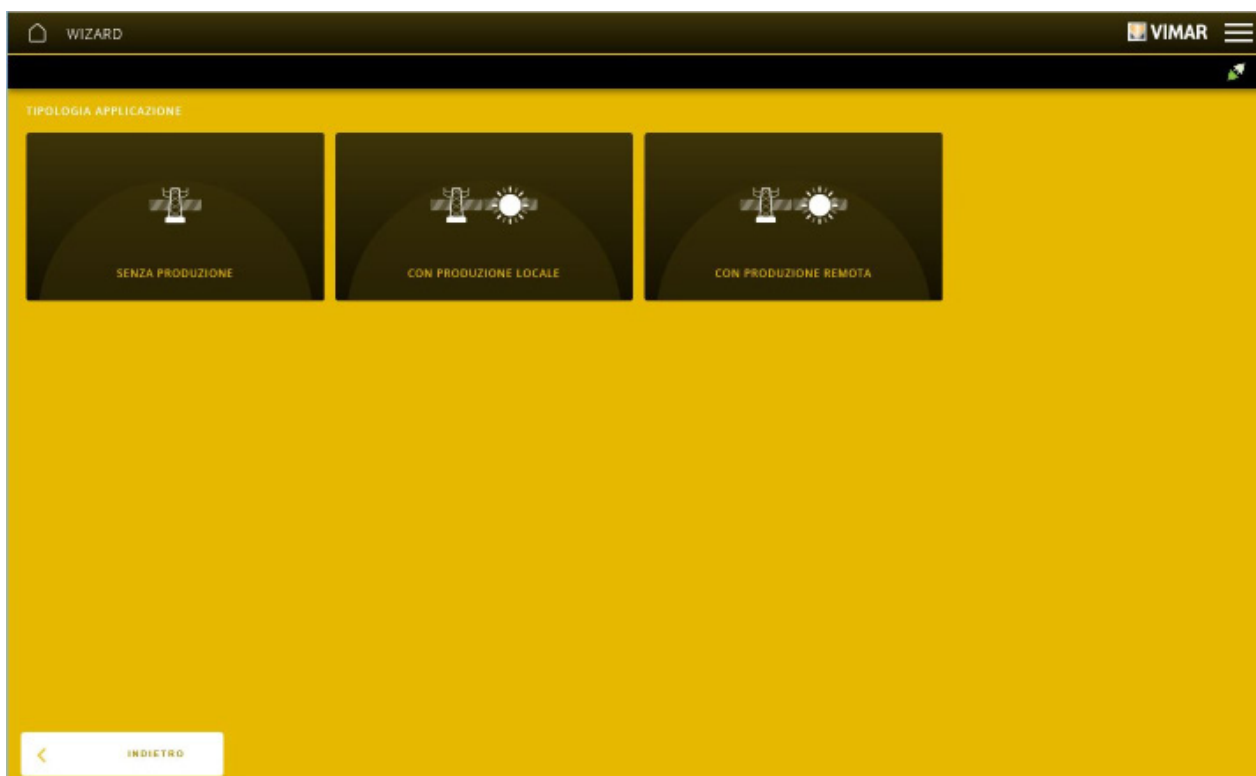 WIZARD
VIMAR
TIPOLOGIA APPLICAZIONE
SENZA PRODUZIONE
CON PRODUZIONE LOCALE
CON PRODUZIONE REMOTA
INDIETRO